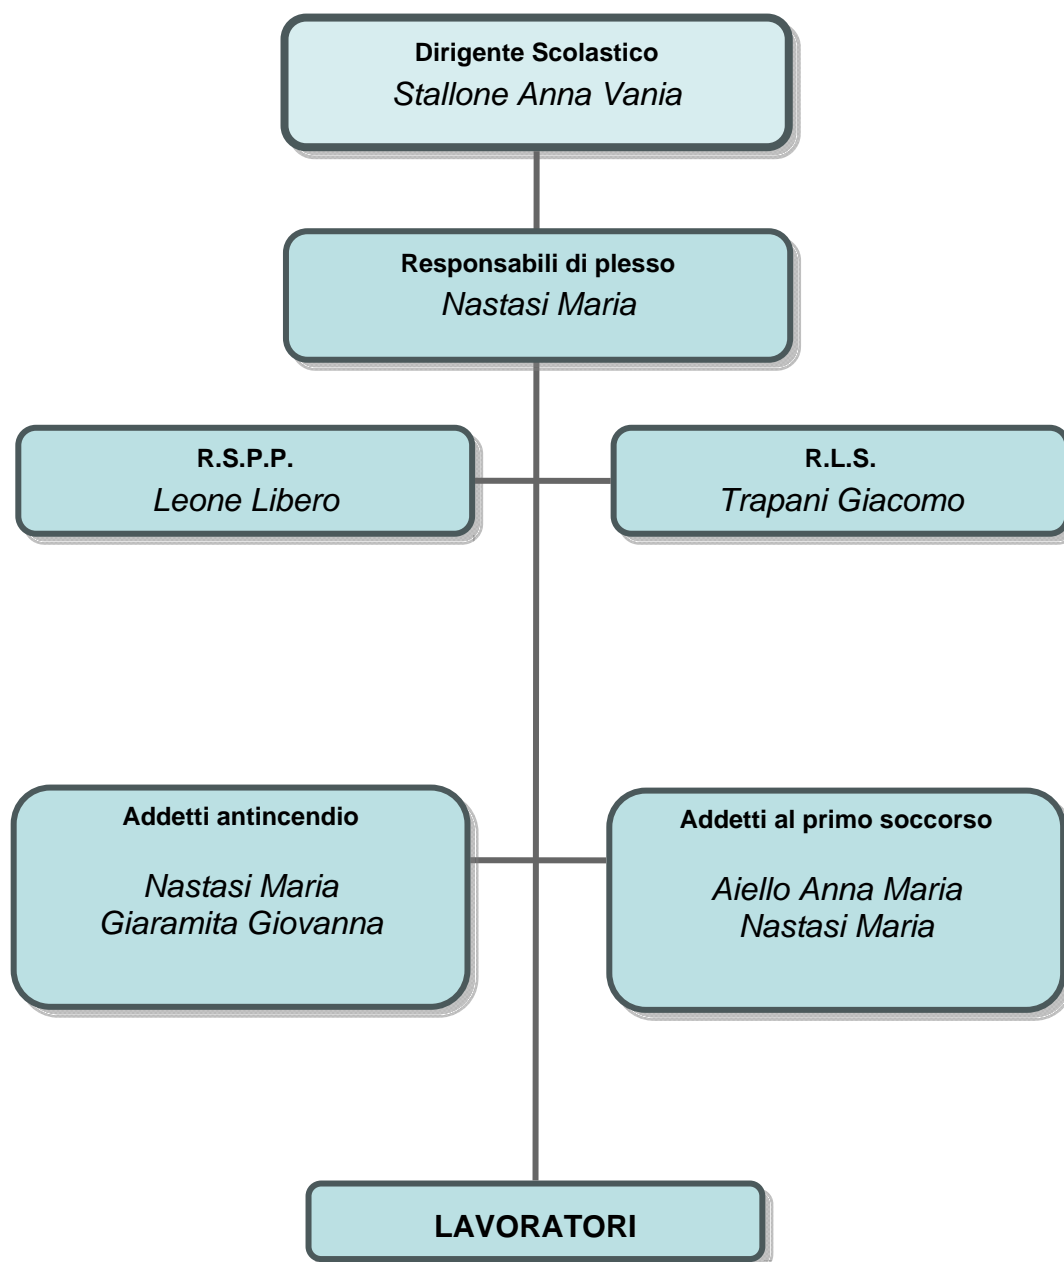 Dirigente Scolastico
Stallone Anna Vania
Responsabili di plesso
Nastasi Maria
R.S.P.P.
Leone Libero
R.L.S.
Trapani Giacomo
Addetti antincendio
Nastasi Maria
Giaramita Giovanna
Addetti al primo soccorso
Aiello Anna Maria
Nastasi Maria
LAVORATORI